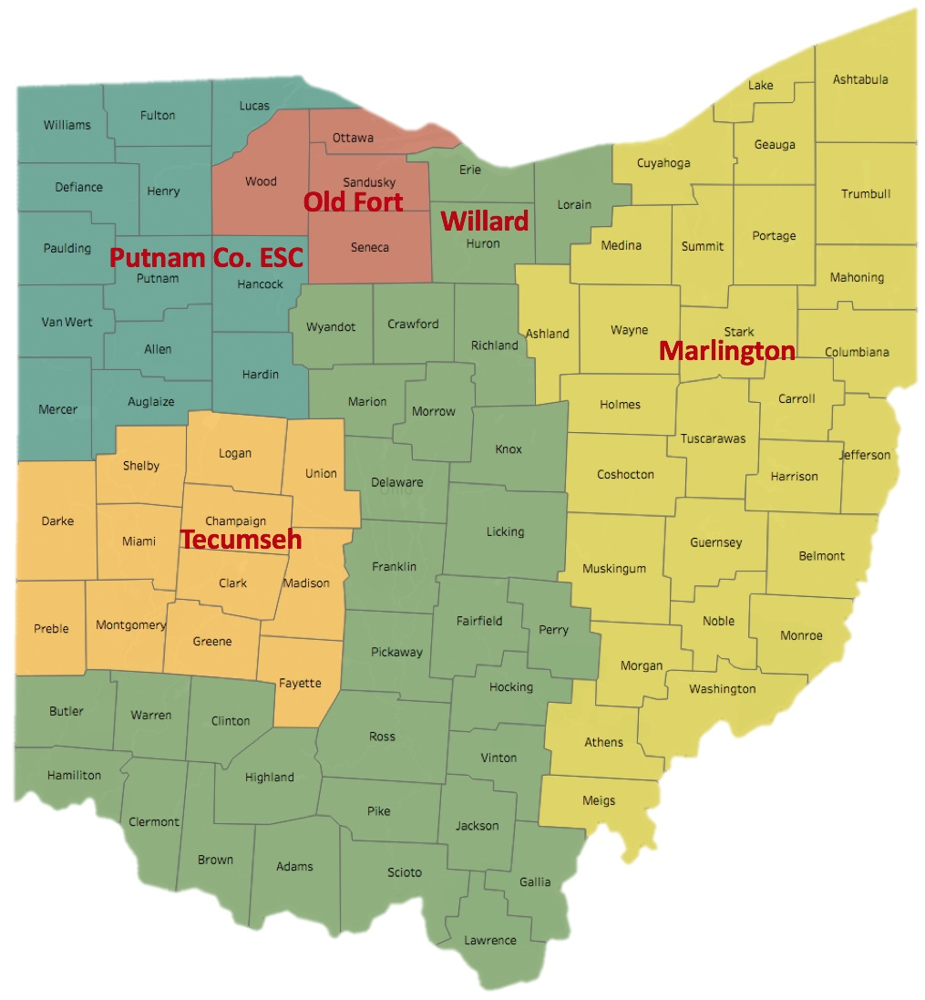 Ashtabula
Lake
Lucas
Fulton
Williams
Ottawa
Geauga
Cuyahoga
Erie
Wood
Sandusky
Defiance
Henry
Trumbull
Old Fort
Lorain
Willard
Portage
Huron
Medina
Summit
Seneca
Paulding
Putnam Co. ESC
Putnam
Mahoning
Hancock
Van Wert
Wyandot
Crawford
Ashland
Wayne
Stark
Richland
Allen
Marlington
Columbiana
Hardin
Auglaize
Marion
Carroll
Holmes
Mercer
Morrow
Tuscarawas
Knox
Logan
Jefferson
Shelby
Union
Coshocton
Harrison
Delaware
Darke
Champaign
Licking
Tecumseh
Miami
Guernsey
Belmont
Franklin
Muskingum
Clark
Madison
Fairfield
Noble
Preble
Montgomery
Perry
Monroe
Greene
Pickaway
Morgan
Fayette
Hocking
Washington
Butler
Warren
Clinton
Ross
Athens
Vinton
Hamiliton
Highland
Meigs
Pike
Clermont
Jackson
Brown
Adams
Scioto
Gallia
Lawrence